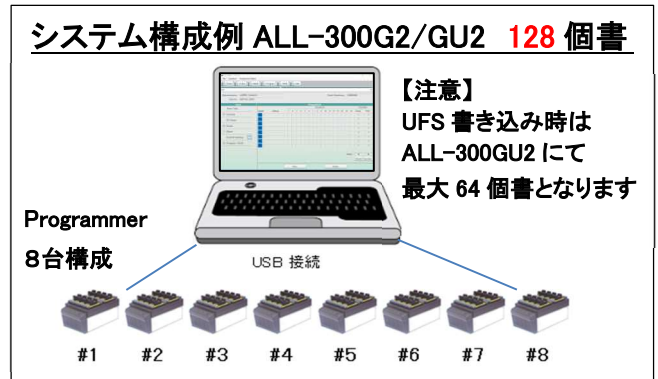 システム構成例 ALL-300G2/GU2 128 個書
【注意】
UFS 書き込み時は
ALL-300GU2 にて
最大 64 個書となります
Programmer
８台構成
USB 接続
#1 #2 #3 #4 #5 #6 #7 #8